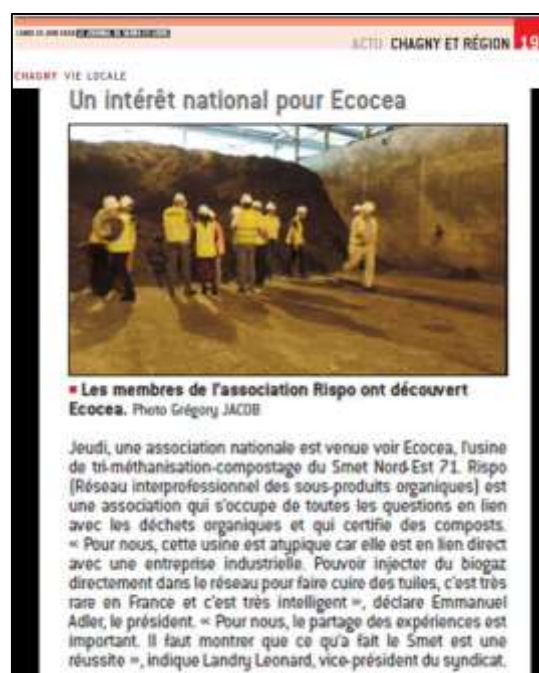 ACTU CHAGNY ET RÉGION 19
CHAGNY VIE LOCALE
Un intérêt national pour Ecocea
Les membres de l'association Rispo ont découvert
Ecocea. Photo Grégory JACOB
Jeudi, une association nationale est venue voir Ecocea, l'usine
de tri-méthanisation-compostage du Smet Nord-Est 71. Rispo
(Réseau interprofessionnel des sous-produits organiques) est
une association qui s'occupe de toutes les questions en lien
avec les déchets organiques et qui certifie des composts.
« Pour nous, cette usine est atypique car elle est en lien direct
avec une entreprise industrielle. Pouvoir injecter du biogaz
directement dans le réseau pour faire cuire des tuiles, c'est très
rare en France et c'est très intelligent », déclare Emmanuel
Adler, le président. « Pour nous, le partage des expériences est
important. Il faut montrer que ce qu'a fait le Smet est une
réussite », indique Landry Leonard, vice-président du syndicat.